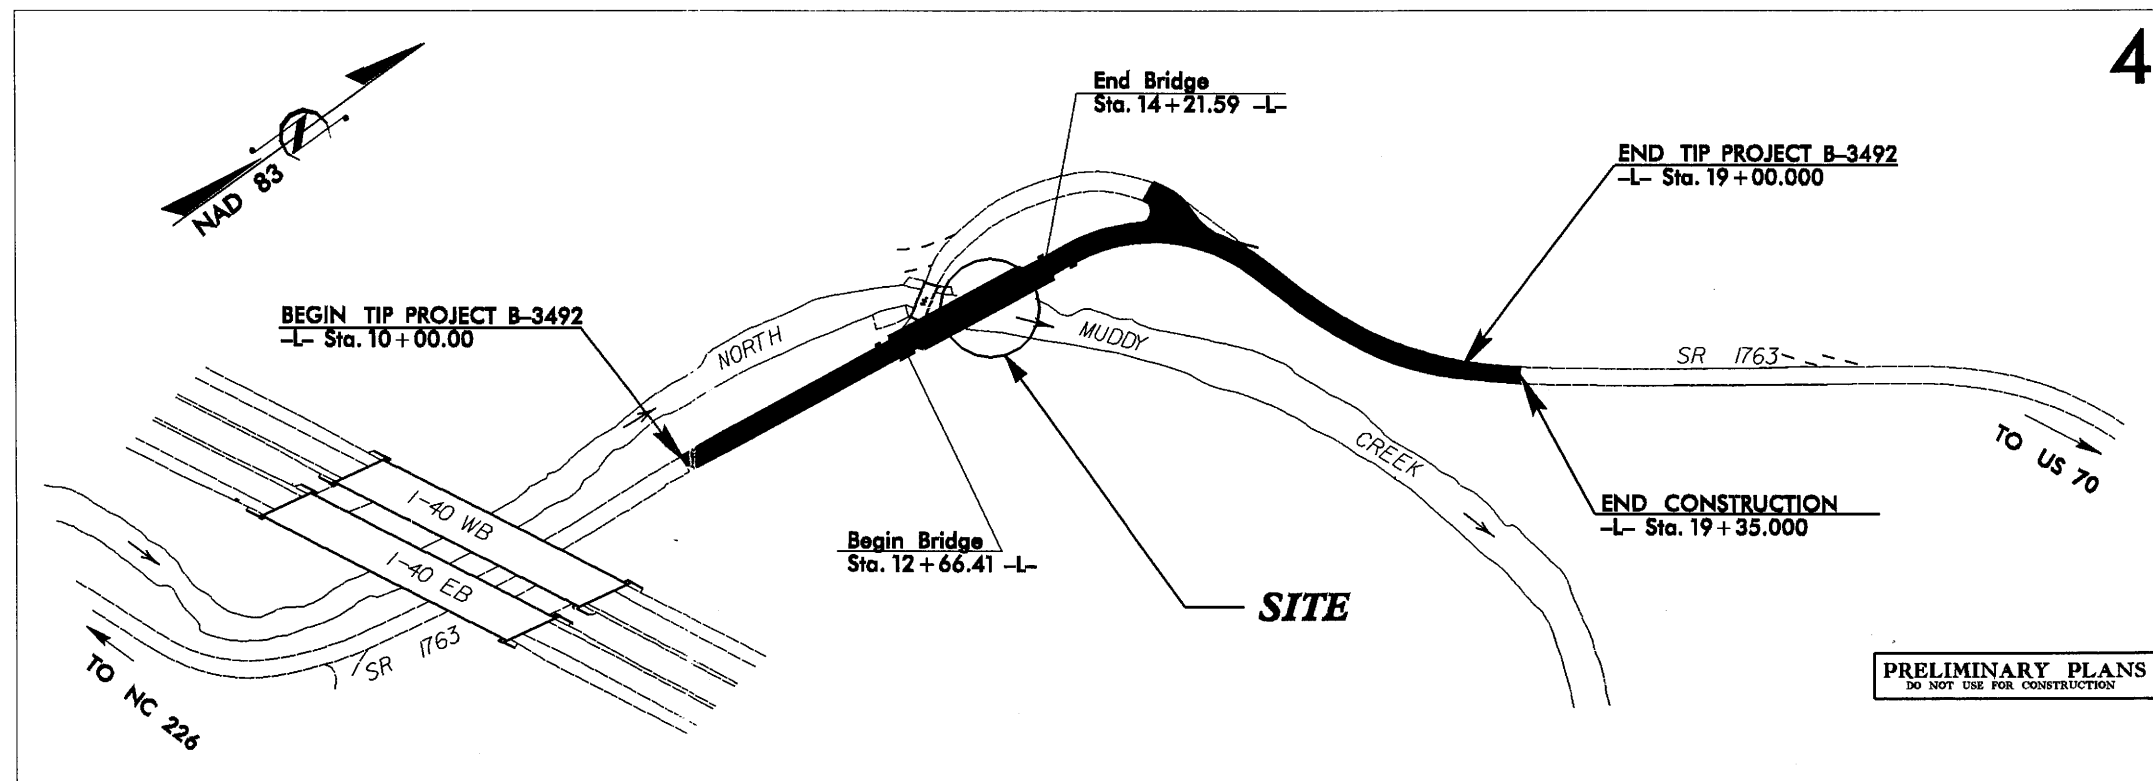 4
End Bridge
Sta. 14+21.59 -L-
END TIP PROJECT B-3492
-L- Sta. 19+00.000
NAD 83
BEGIN TIP PROJECT B-3492
-L- Sta. 10+00.00
NORTH
MUDDY
CREEK
SR 1763
TO US 70
I-40 WB
I-40 EB
END CONSTRUCTION
-L- Sta. 19+35.000
Begin Bridge
Sta. 12+66.41 -L-
SITE
SR 1763
TO NC 226
PRELIMINARY PLANS
DO NOT USE FOR CONSTRUCTION